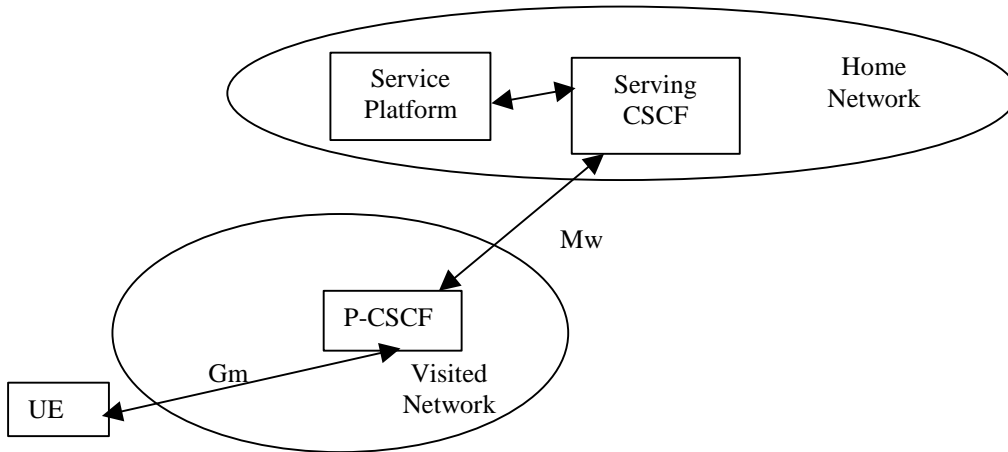 Service
Platform
Serving
CSCF
Home
Network
Mw
P-CSCF
Gm
Visited
Network
UE